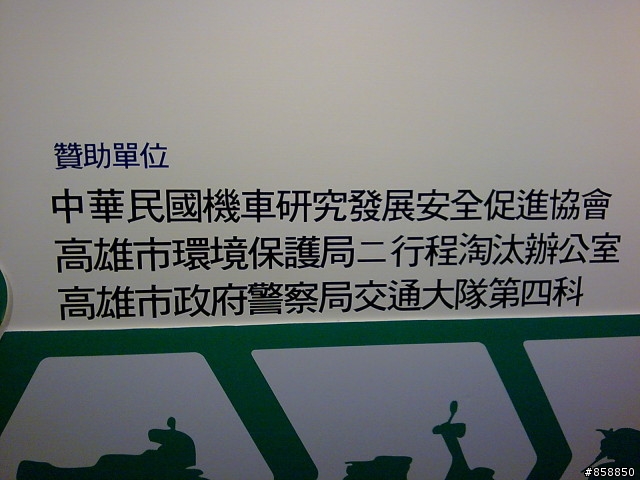 贊助單位
中華民國機車研究發展安全促進協會
高雄市環境保護局二行程淘汰辦公室
高雄市政府警察局交通大隊第四科
#858850